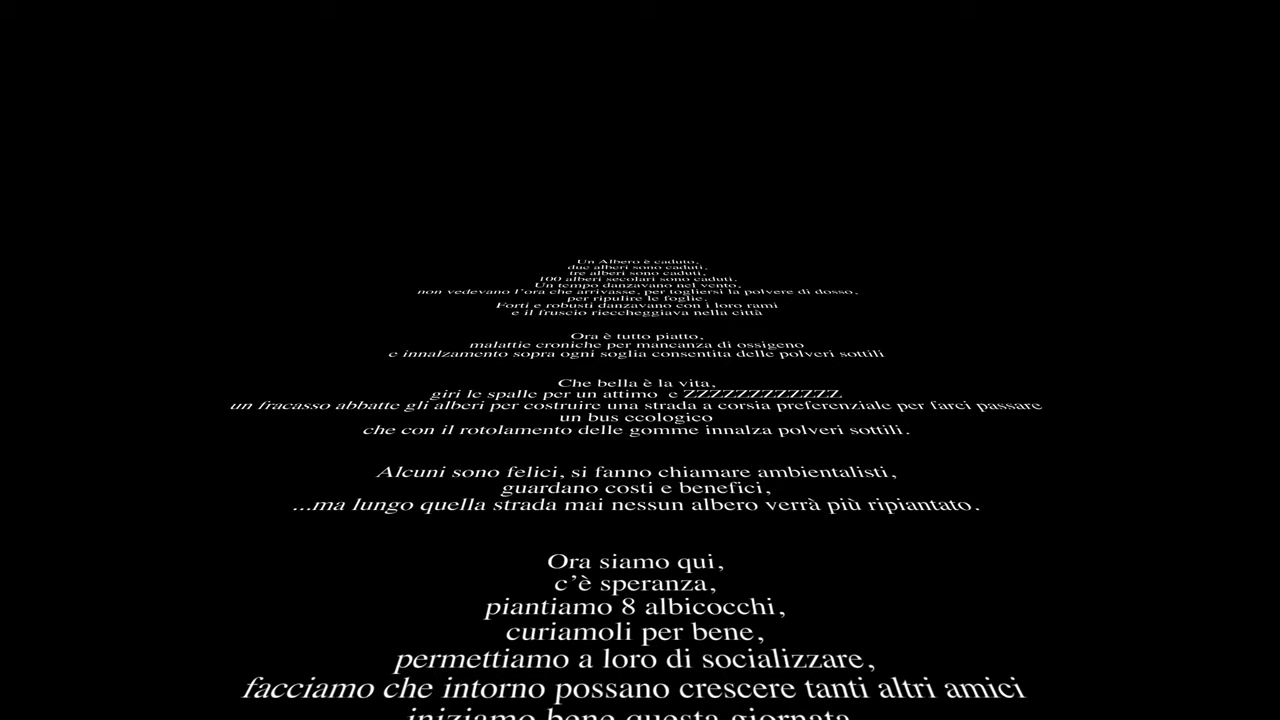 Un Albero è caduto,
due alberi sono caduti,
tre alberi sono caduti,
100 alberi secolari sono caduti.
Un tempo danzavano nel vento,
non vedevano l'ora che arrivasse, per togliersi la polvere di dosso,
per ripulire le foglie.
Forti e robusti danzavano con i loro rami
e il fruscio rieccheggiava nella città
Ora è tutto piatto,
malattie croniche per mancanza di ossigeno
e innalzamento sopra ogni soglia consentita delle polveri sottili
Che bella è la vita,
giri le spalle per un attimo e ZZZZZZZZZZZZ
un fracasso abbatte gli alberi per costruire una strada a corsia preferenziale per farci passare
un bus ecologico
che con il rotolamento delle gomme innalza polveri sottili.
Alcuni sono felici, si fanno chiamare ambientalisti,
guardano costi e benefici,
...ma lungo quella strada mai nessun albero verrà più ripiantato.
Ora siamo qui,
c'è speranza,
piantiamo 8 albicocchi,
curiamoli per bene,
permettiamo a loro di socializzare,
facciamo che intorno possano crescere tanti altri amici
iniziamo bene questa giornata